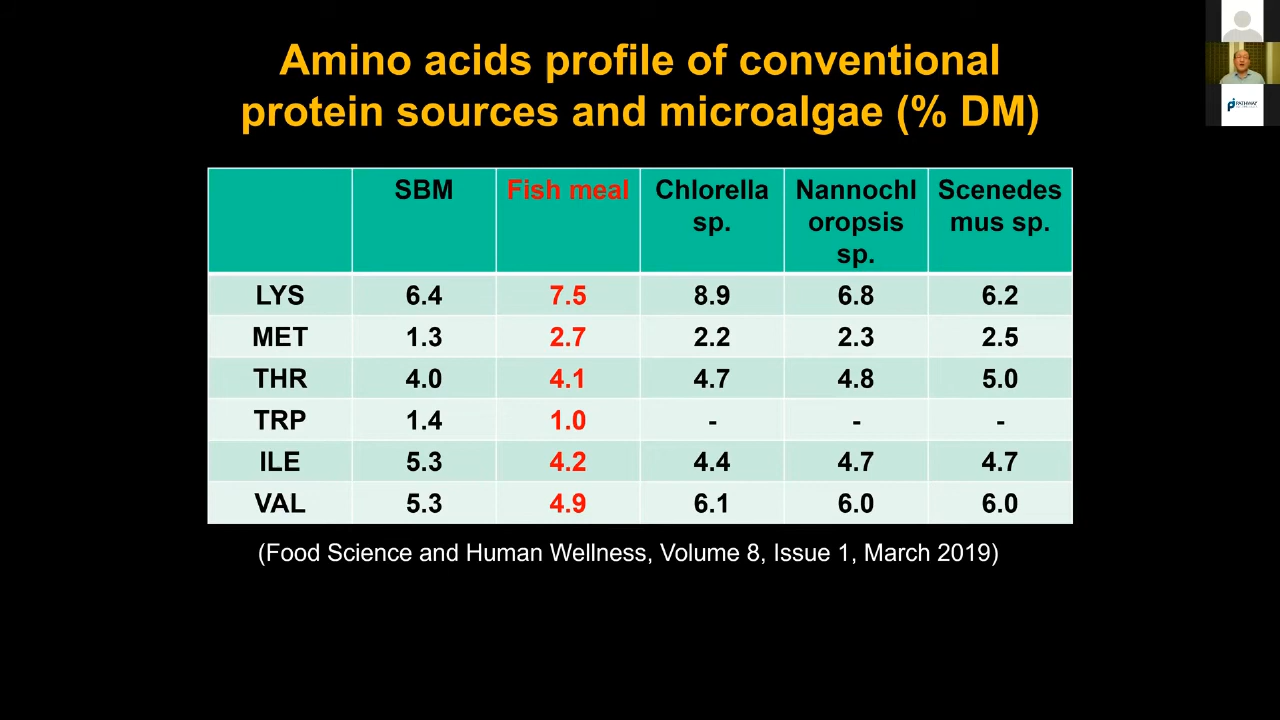 Amino acids profile of conventional
protein sources and microalgae (% DM)
SBM Fish meal Chlorella sp. Nannochl oropsis sp. Scenedes mus sp.
LYS 6.4 7.5 8.9 6.8 6.2
MET 1.3 2.7 2.2 2.3 2.5
THR 4.0 4.1 4.7 4.8 5.0
TRP 1.4 1.0 - - -
ILE 5.3 4.2 4.4 4.7 4.7
VAL 5.3 4.9 6.1 6.0 6.0
(Food Science and Human Wellness, Volume 8, Issue 1, March 2019)
PATHWAY